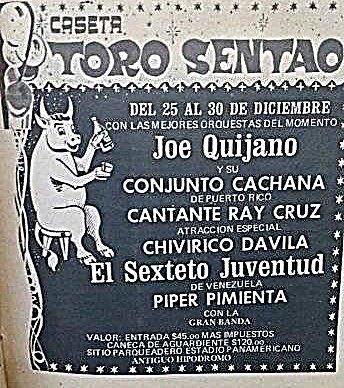 CASETA
TORO SENTAO
DEL 25 AL 30 DE DICIEMBRE
CON LAS MEJORES ORQUESTAS DEL MOMENTO
Joe Quijano
Y SU
CONJUNTO CACHANA
DE PUERTO RICO
CANTANTE RAY CRUZ
ATRACCION ESPECIAL
CHIVIRICO DAVILA
El Sexteto Juventud
DE VENEZUELA
PIPER PIMIENTA
CON LA
GRAN BANDA
VALOR: ENTRADA $45.00 MAS IMPUESTOS
CANECA DE AGUARDIENTE $120.00
SITIO PARQUEADERO ESTADIO PANAMERICANO
ANTIGUO HIPODROMO